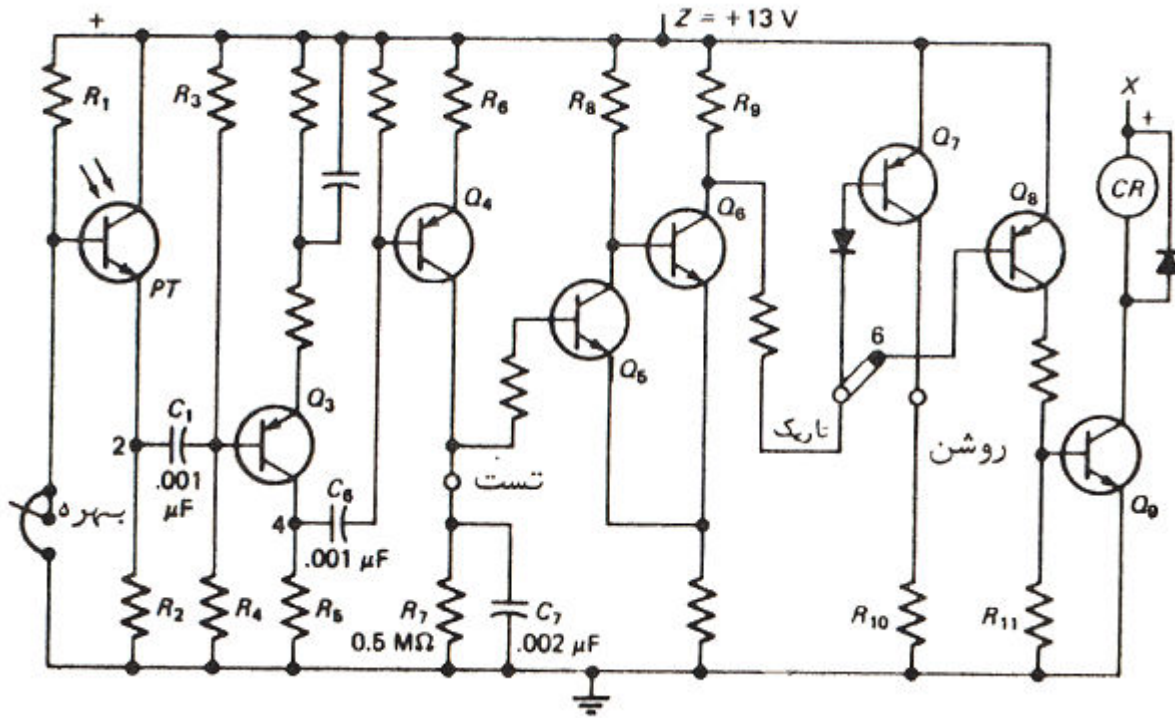 +
Z = +13 V
R1
R3
R6
R8
R9
X
+
CR
Q7
Q8
Q4
Q6
PT
Q5
6
Q3
تاریک
روشن
2
C1
.001
µF
تست
Q9
بهره
4
C6
.001 µF
R2
R4
R5
R7
0.5 MΩ
C7
.002 µF
R10
R11